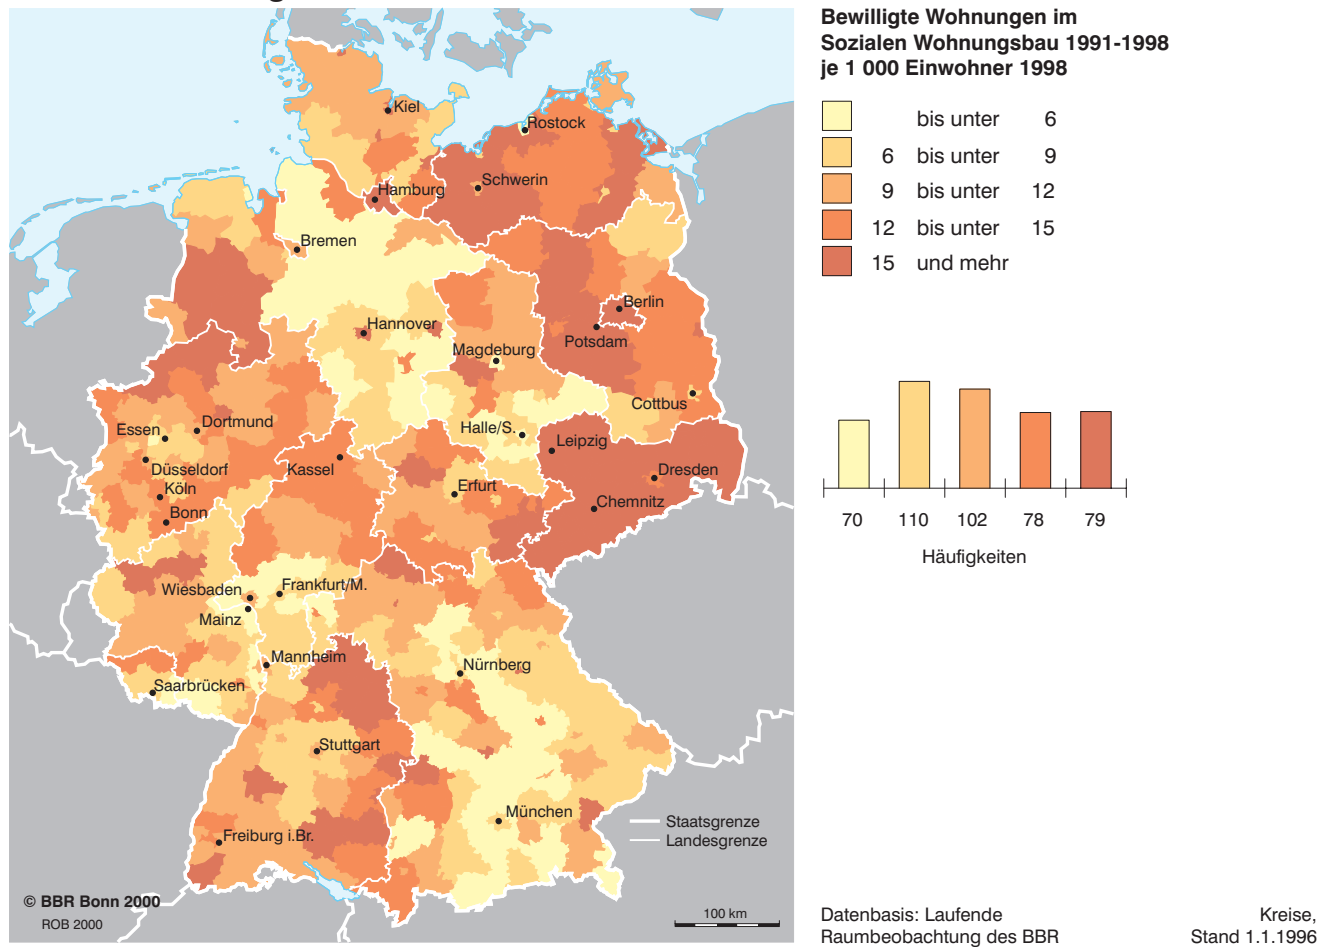 Bewilligte Wohnungen im
Sozialen Wohnungsbau 1991-1998
je 1 000 Einwohner 1998
bis unter 6
6 bis unter 9
9 bis unter 12
12 bis unter 15
15 und mehr
70 110 102 78 79
Häufigkeiten
Kiel
Rostock
Schwerin
Hamburg
Bremen
Berlin
Hannover
Potsdam
Magdeburg
Cottbus
Dortmund
Essen
Halle/S.
Leipzig
Düsseldorf
Kassel
Dresden
Köln
Erfurt
Chemnitz
Bonn
Wiesbaden
Frankfurt/M.
Mainz
Mannheim
Nürnberg
Saarbrücken
Stuttgart
München
Freiburg i.Br.
Staatsgrenze
Landesgrenze
© BBR Bonn 2000
ROB 2000
100 km
Datenbasis: Laufende
Raumbeobachtung des BBR
Kreise,
Stand 1.1.1996